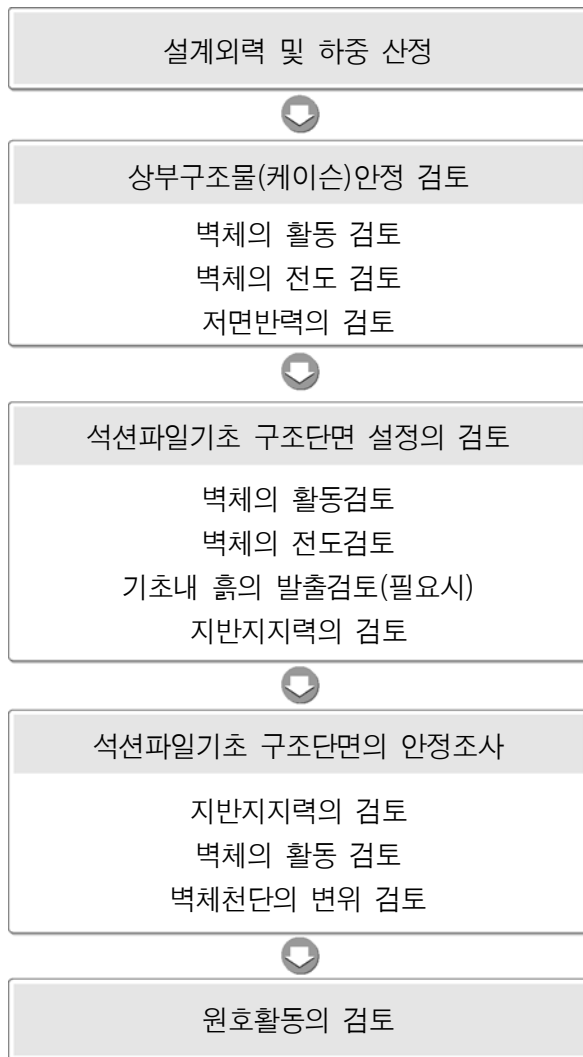 설계외력 및 하중 산정
상부구조물(케이슨)안정 검토
벽체의 활동 검토
벽체의 전도 검토
저면반력의 검토
석션파일기초 구조단면 설정의 검토
벽체의 활동검토
벽체의 전도검토
기초내 흙의 발출검토(필요시)
지반지지력의 검토
석션파일기초 구조단면의 안정조사
지반지지력의 검토
벽체의 활동 검토
벽체천단의 변위 검토
원호활동의 검토